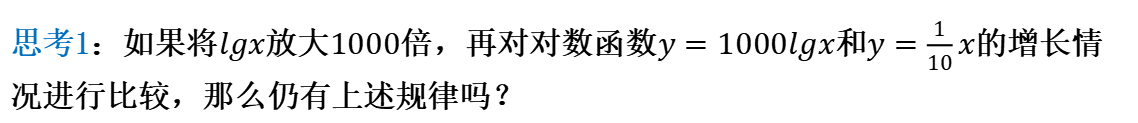 思考1：如果将lgx放大1000倍，再对对数函数y = 1000lgx和y = \frac{1}{10}x的增长情
况进行比较，那么仍有上述规律吗？